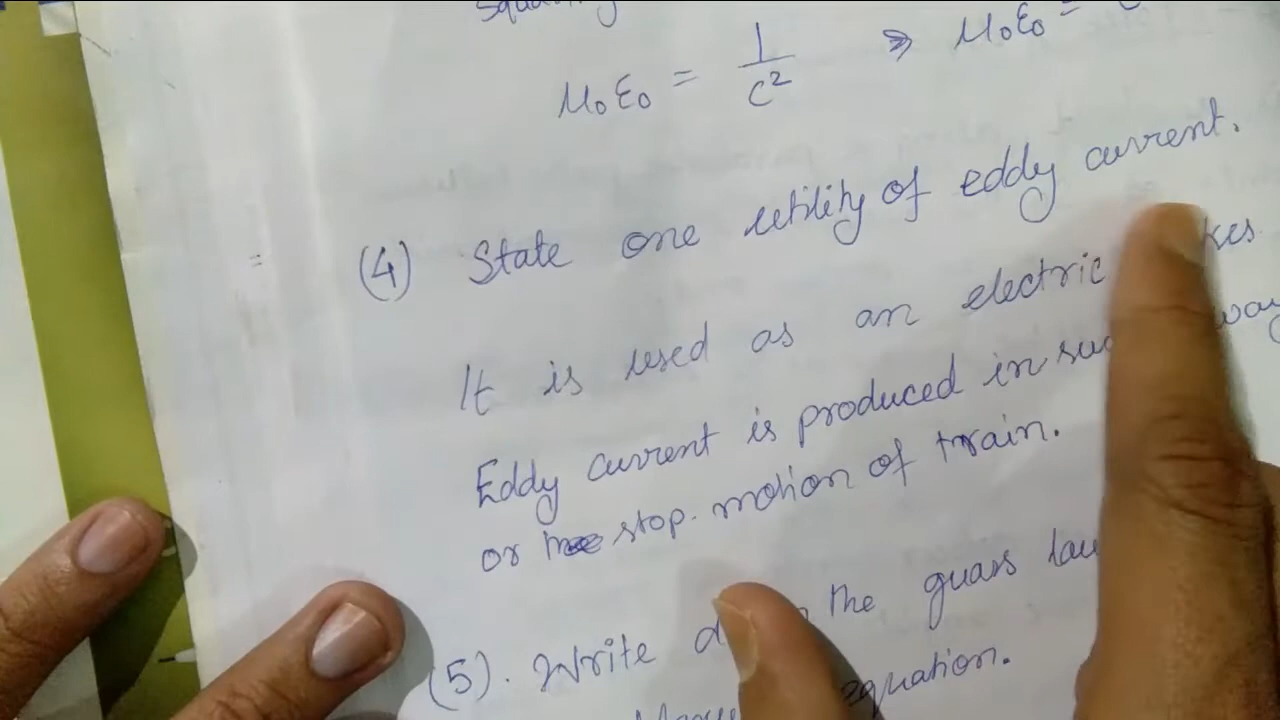 μ₀ε₀ = 1/c² ⇒ μ₀ε₀ =
(4) State one utility of eddy current.
It is used as an electric
Eddy current is produced in
or stop. motion of train.
(5). Write the guass
equation.